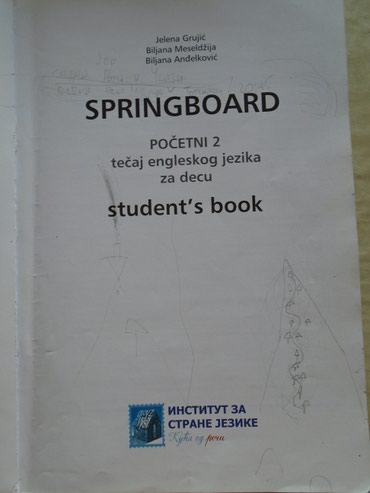 Jelena Grujić
Biljana Meseldžija
Biljana Anđelković
SPRINGBOARD
POČETNI 2
tečaj engleskog jezika
za decu
student's book
ИНСТИТУТ ЗА
СТРАНЕ ЈЕЗИКЕ
Кућа од речи